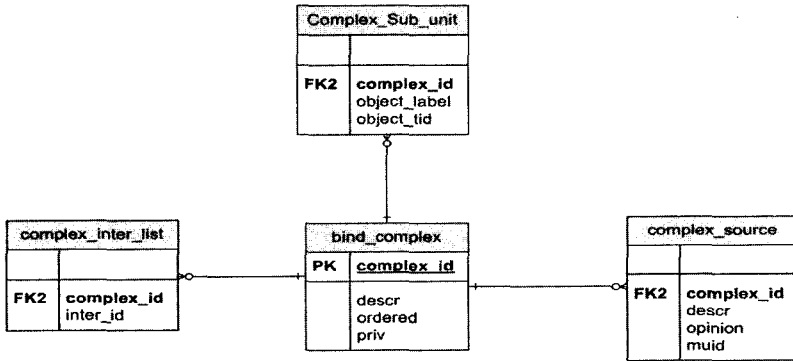 Complex_Sub_unit
FK2 complex_id
object_label
object_tid
complex_inter_list
FK2 complex_id
inter_id
bind_complex
PK complex_id
descr
ordered
priv
complex_source
FK2 complex_id
descr
opinion
muid